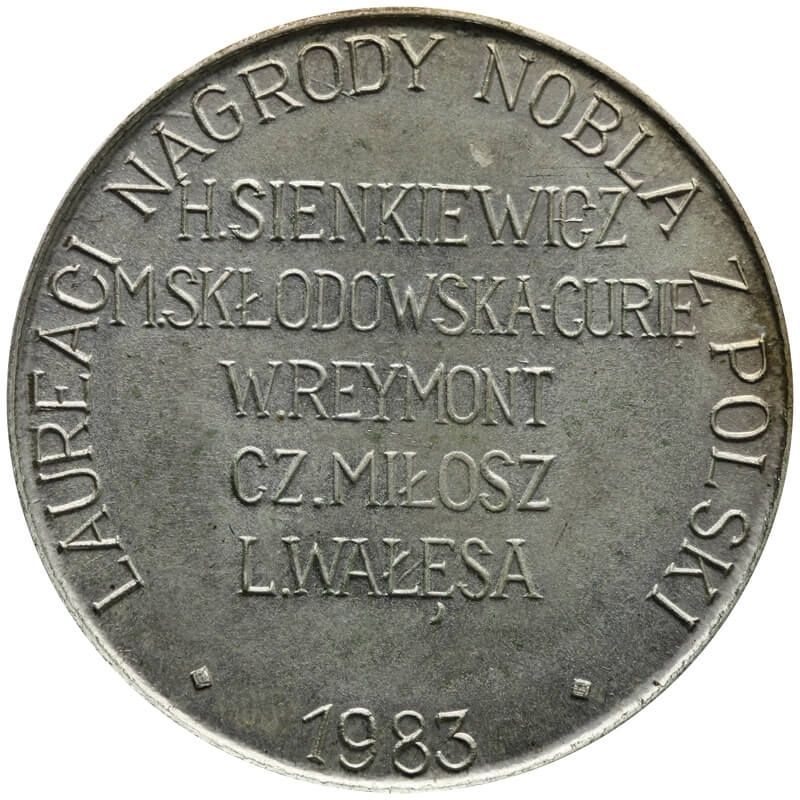 LAUREACI NAGRODY NOBLA Z POLSKI
H.SIENKIEWICZ
M.SKŁODOWSKA-CURIE
W.REYMONT
CZ.MIŁOSZ
L.WAŁĘSA
1983